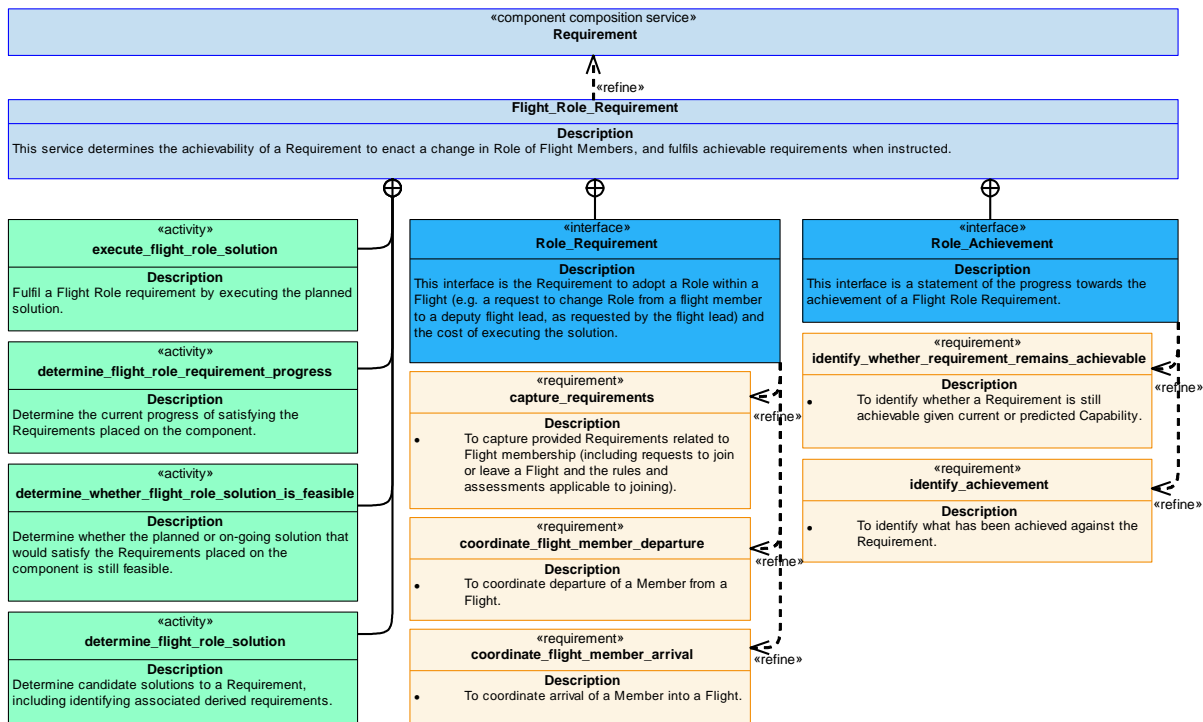 «component composition service»
Requirement
«refine»
Flight_Role_Requirement
Description
This service determines the achievability of a Requirement to enact a change in Role of Flight Members, and fulfils achievable requirements when instructed.
«activity»
execute_flight_role_solution
Description
Fulfil a Flight Role requirement by executing the planned
solution.
«activity»
determine_flight_role_requirement_progress
Description
Determine the current progress of satisfying the
Requirements placed on the component.
«activity»
determine_whether_flight_role_solution_is_feasible
Description
Determine whether the planned or on-going solution that
would satisfy the Requirements placed on the
component is still feasible.
«activity»
determine_flight_role_solution
Description
Determine candidate solutions to a Requirement,
including identifying associated derived requirements.
«interface»
Role_Requirement
Description
This interface is the Requirement to adopt a Role within a
Flight (e.g. a request to change Role from a flight member
to a deputy flight lead, as requested by the flight lead) and
the cost of executing the solution.
«requirement»
capture_requirements
«refine»
Description
• To capture provided Requirements related to
Flight membership (including requests to join
or leave a Flight and the rules and
assessments applicable to joining).
«requirement»
coordinate_flight_member_departure
«refine»
Description
• To coordinate departure of a Member from a
Flight.
«requirement»
coordinate_flight_member_arrival
«refine»
Description
• To coordinate arrival of a Member into a Flight.
«interface»
Role_Achievement
Description
This interface is a statement of the progress towards the
achievement of a Flight Role Requirement.
«requirement»
identify_whether_requirement_remains_achievable
«refine»
Description
• To identify whether a Requirement is still
achievable given current or predicted Capability.
«requirement»
identify_achievement
«refine»
Description
• To identify what has been achieved against the
Requirement.